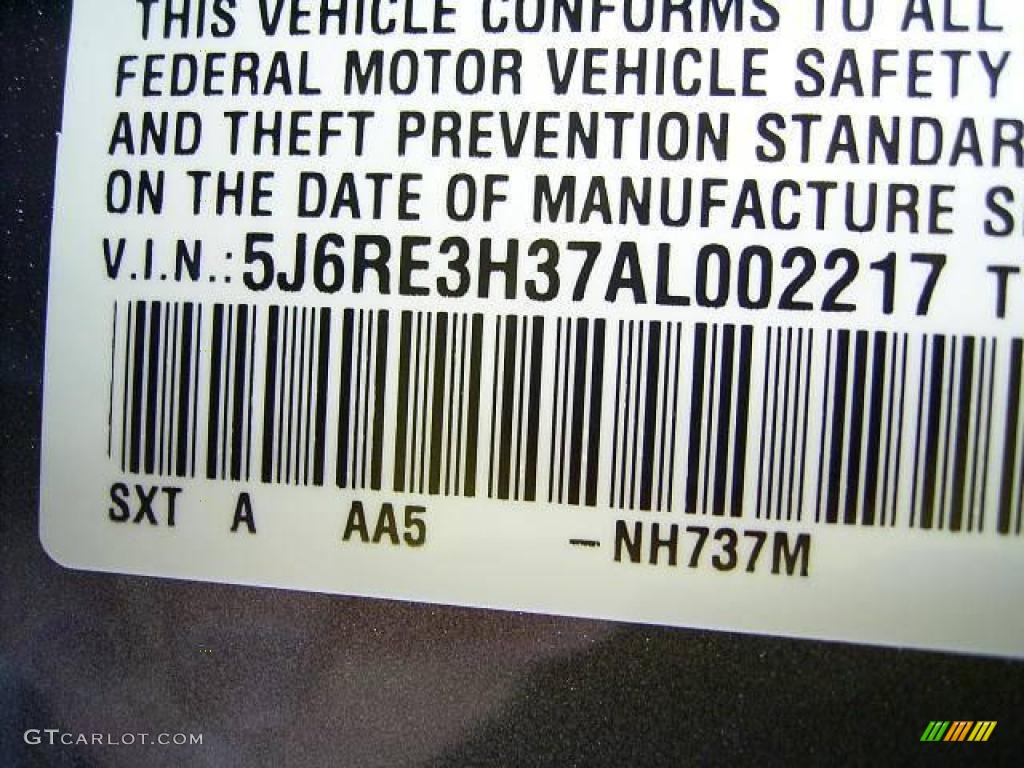 THIS VEHICLE CONFORMS TO ALL
FEDERAL MOTOR VEHICLE SAFETY
AND THEFT PREVENTION STANDAR
ON THE DATE OF MANUFACTURE S
V.I.N.: 5J6RE3H37AL002217 T
SXT A AA5 -NH737M
GTCARLOT.COM